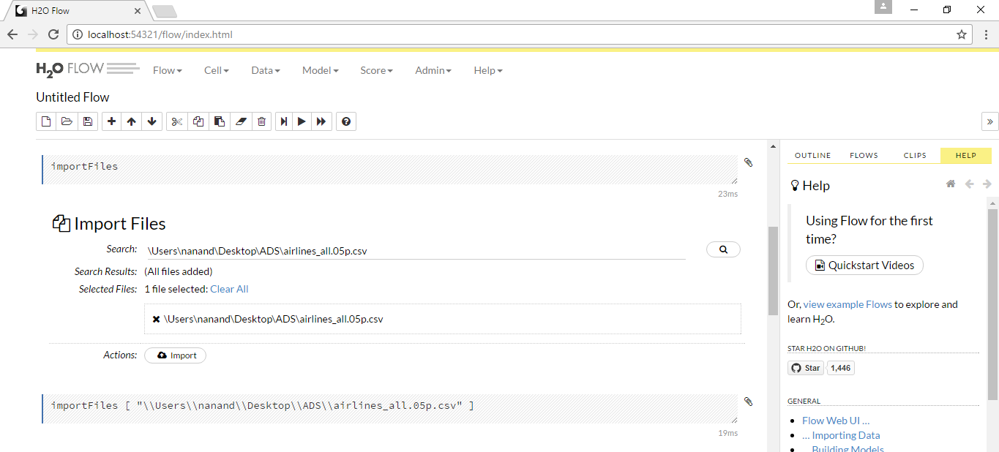 H2O Flow
localhost:54321/flow/index.html
H2O FLOW Flow Cell Data Model Score Admin Help
Untitled Flow
OUTLINE FLOWS CLIPS HELP
importFiles
23ms
Import Files
Search: \Users\nanand\Desktop\ADS\airlines_all.05p.csv
Search Results: (All files added)
Selected Files: 1 file selected: Clear All
\Users\nanand\Desktop\ADS\airlines_all.05p.csv
Actions: Import
importFiles [ "\\Users\\nanand\\Desktop\\ADS\\airlines_all.05p.csv" ]
19ms
Help
Using Flow for the first
time?
Quickstart Videos
Or, view example Flows to explore and
learn H2O.
STAR H2O ON GITHUB!
Star 1,446
GENERAL
Flow Web UI ...
... Importing Data
... Building Models